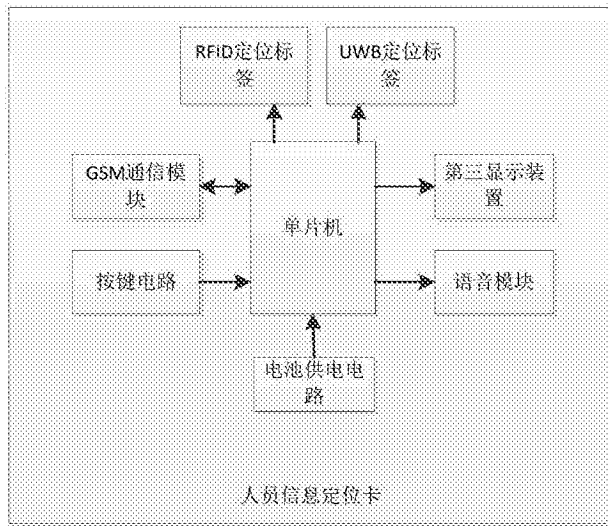 RFiD定位标
签
UWB定位标
签
GSM通信模
块
单片机
第三显示装
置
按键电路
语音模块
电池供电电
路
人员信息定位卡